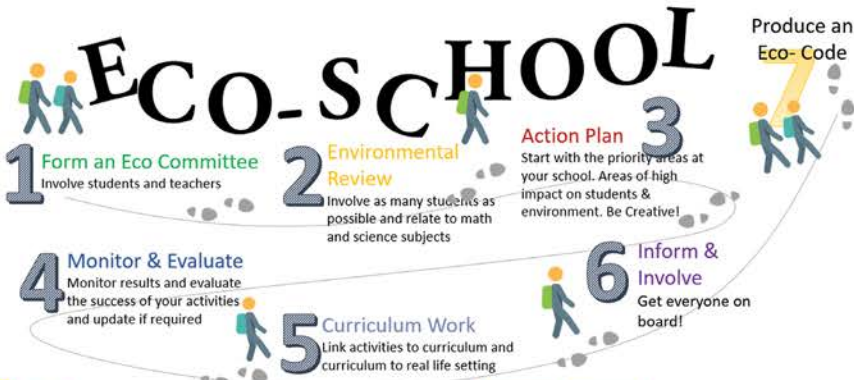 ECO-SCHOOL
1
Form an Eco Committee
Involve students and teachers
2
Environmental
Review
Involve as many students as
possible and relate to math
and science subjects
3
Action Plan
Start with the priority areas at
your school. Areas of high
impact on students &
environment. Be Creative!
4
Monitor & Evaluate
Monitor results and evaluate
the success of your activities
and update if required
5
Curriculum Work
Link activities to curriculum and
curriculum to real life setting
6
Inform &
Involve
Get everyone on
board!
7
Produce an
Eco- Code